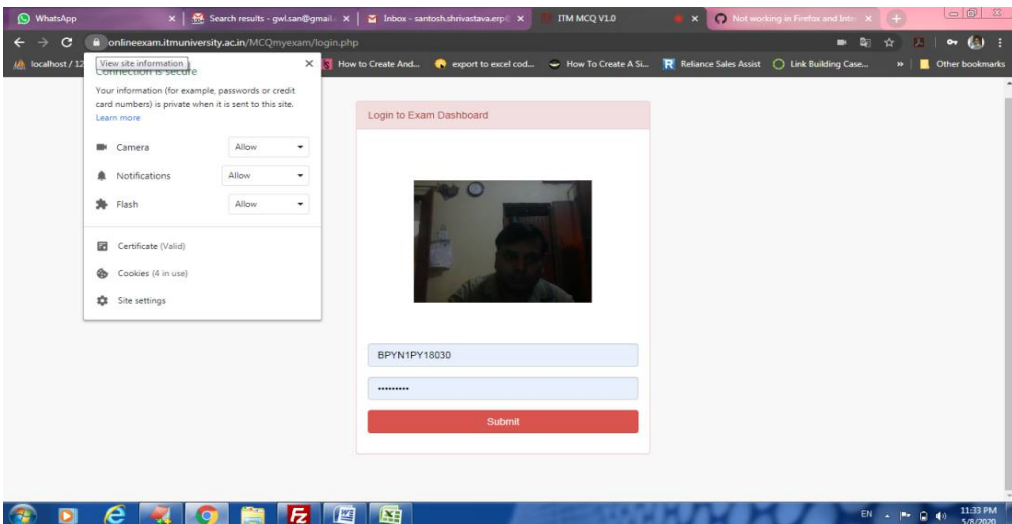 WhatsApp
Search results - gwl.san@gmail.
Inbox - santosh.shrivastava.erp@
ITM MCQ V1.0
Not working in Firefox and Inte
onlineexam.itmuniversity.ac.in/MCQmyexam/login.php
localhost / 12
How to Create And...
export to excel cod...
How To Create A Si...
Reliance Sales Assist
Link Building Case...
Other bookmarks
View site information
Connection is secure
Your information (for example, passwords or credit
card numbers) is private when it is sent to this site.
Learn more
Camera Allow
Notifications Allow
Flash Allow
Certificate (Valid)
Cookies (4 in use)
Site settings
Login to Exam Dashboard
BPYN1PY18030
•••••••••
Submit
EN
11:33 PM
5/8/2020